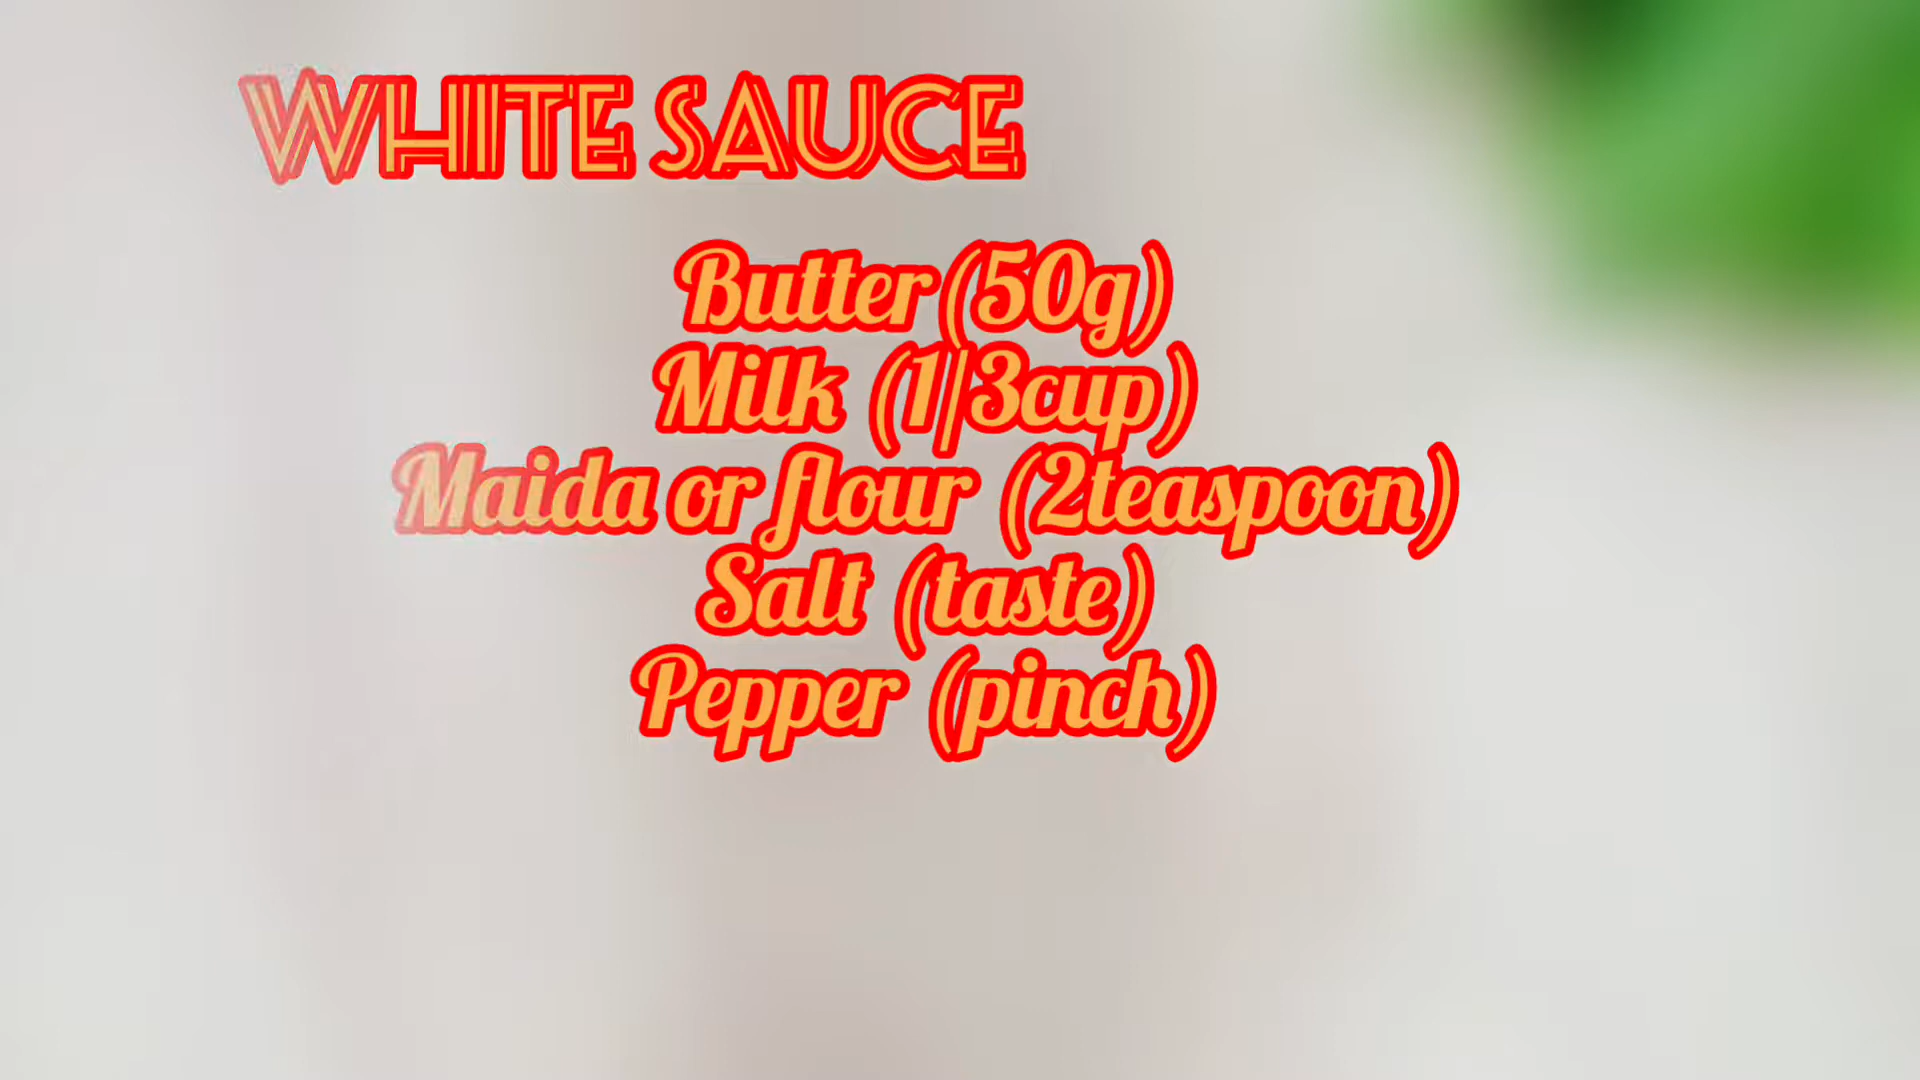 WHITE SAUCE
Butter (50g)
Milk (1/3cup)
Maida or flour (2teaspoon)
Salt (taste)
Pepper (pinch)